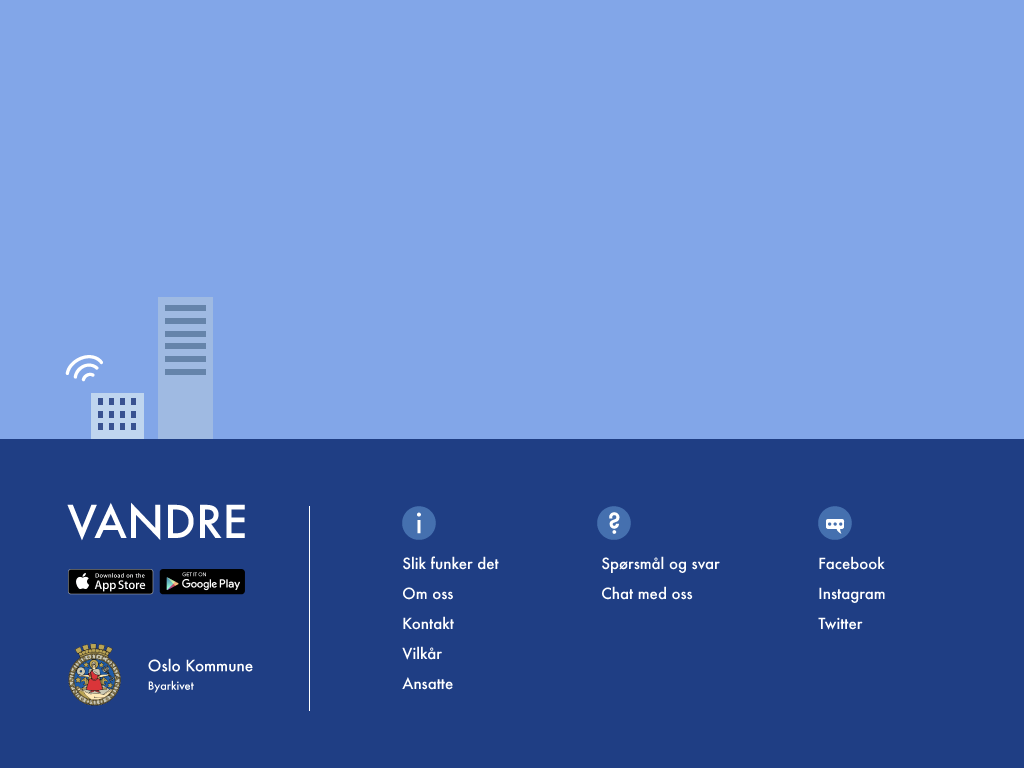 VANDRE
Download on the
App Store
GET IT ON
Google Play
Oslo Kommune
Byarkivet
Slik funker det
Om oss
Kontakt
Vilkår
Ansatte
Spørsmål og svar
Chat med oss
Facebook
Instagram
Twitter